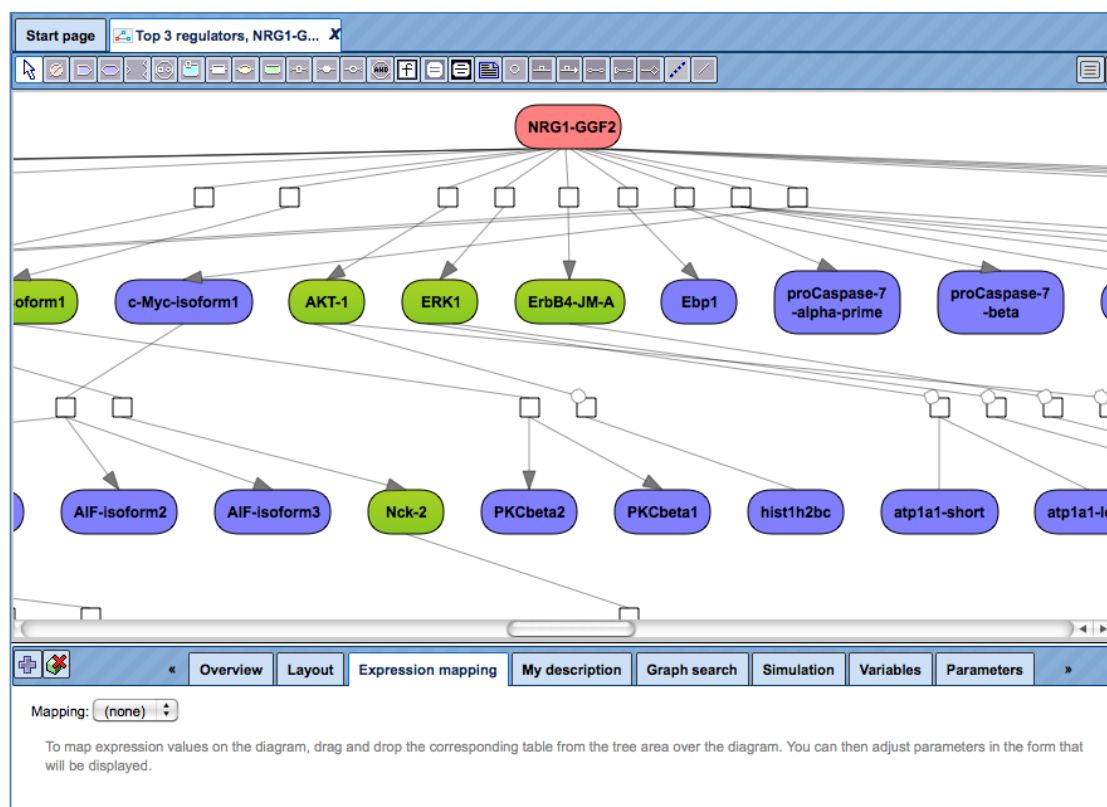 Start page
Top 3 regulators, NRG1-G... X
NRG1-GGF2
soform1
c-Myc-isoform1
AKT-1
ERK1
ErbB4-JM-A
Ebp1
proCaspase-7
-alpha-prime
proCaspase-7
-beta
AIF-isoform2
AIF-isoform3
Nck-2
PKCbeta2
PKCbeta1
hist1h2bc
atp1a1-short
atp1a1-lo
« Overview Layout Expression mapping My description Graph search Simulation Variables Parameters »
Mapping: (none)
To map expression values on the diagram, drag and drop the corresponding table from the tree area over the diagram. You can then adjust parameters in the form that
will be displayed.